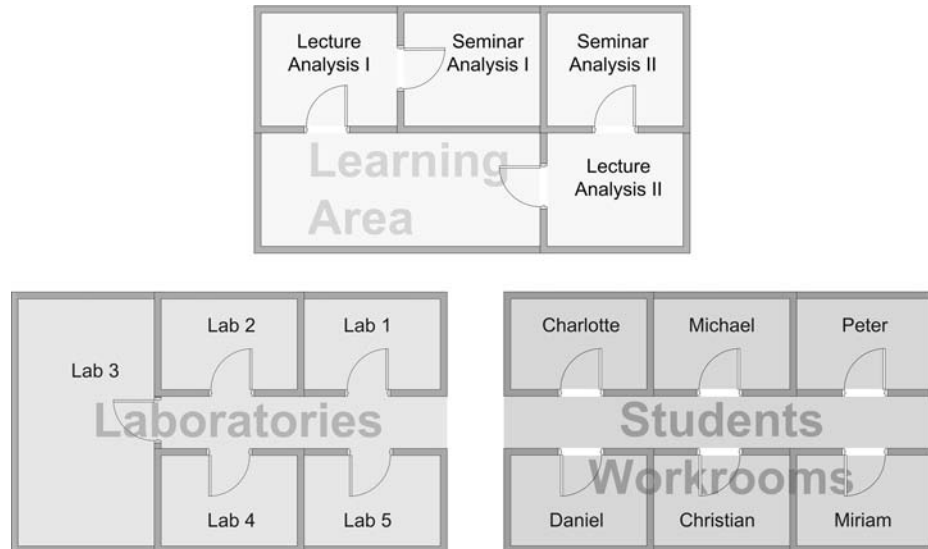 Lecture
Analysis I
Seminar
Analysis I
Seminar
Analysis II
Learning
Area
Lecture
Analysis II
Lab 2
Lab 1
Lab 3
Laboratories
Lab 4
Lab 5
Charlotte
Michael
Peter
Students
Workrooms
Daniel
Christian
Miriam